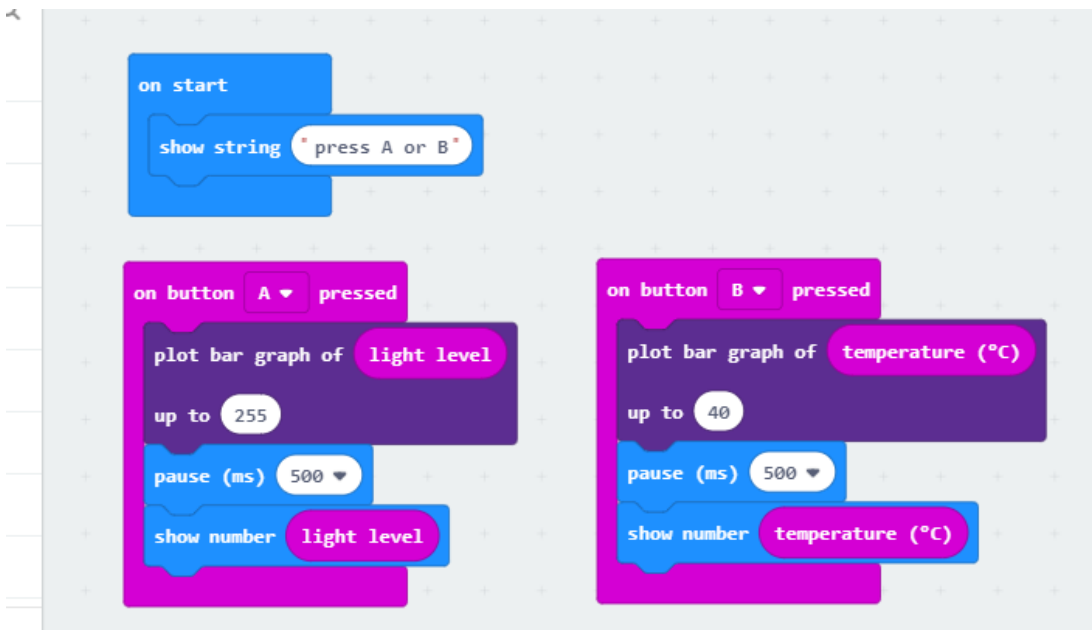 on start
show string "press A or B"
on button A pressed
plot bar graph of light level
up to 255
pause (ms) 500
show number light level
on button B pressed
plot bar graph of temperature (°C)
up to 40
pause (ms) 500
show number temperature (°C)